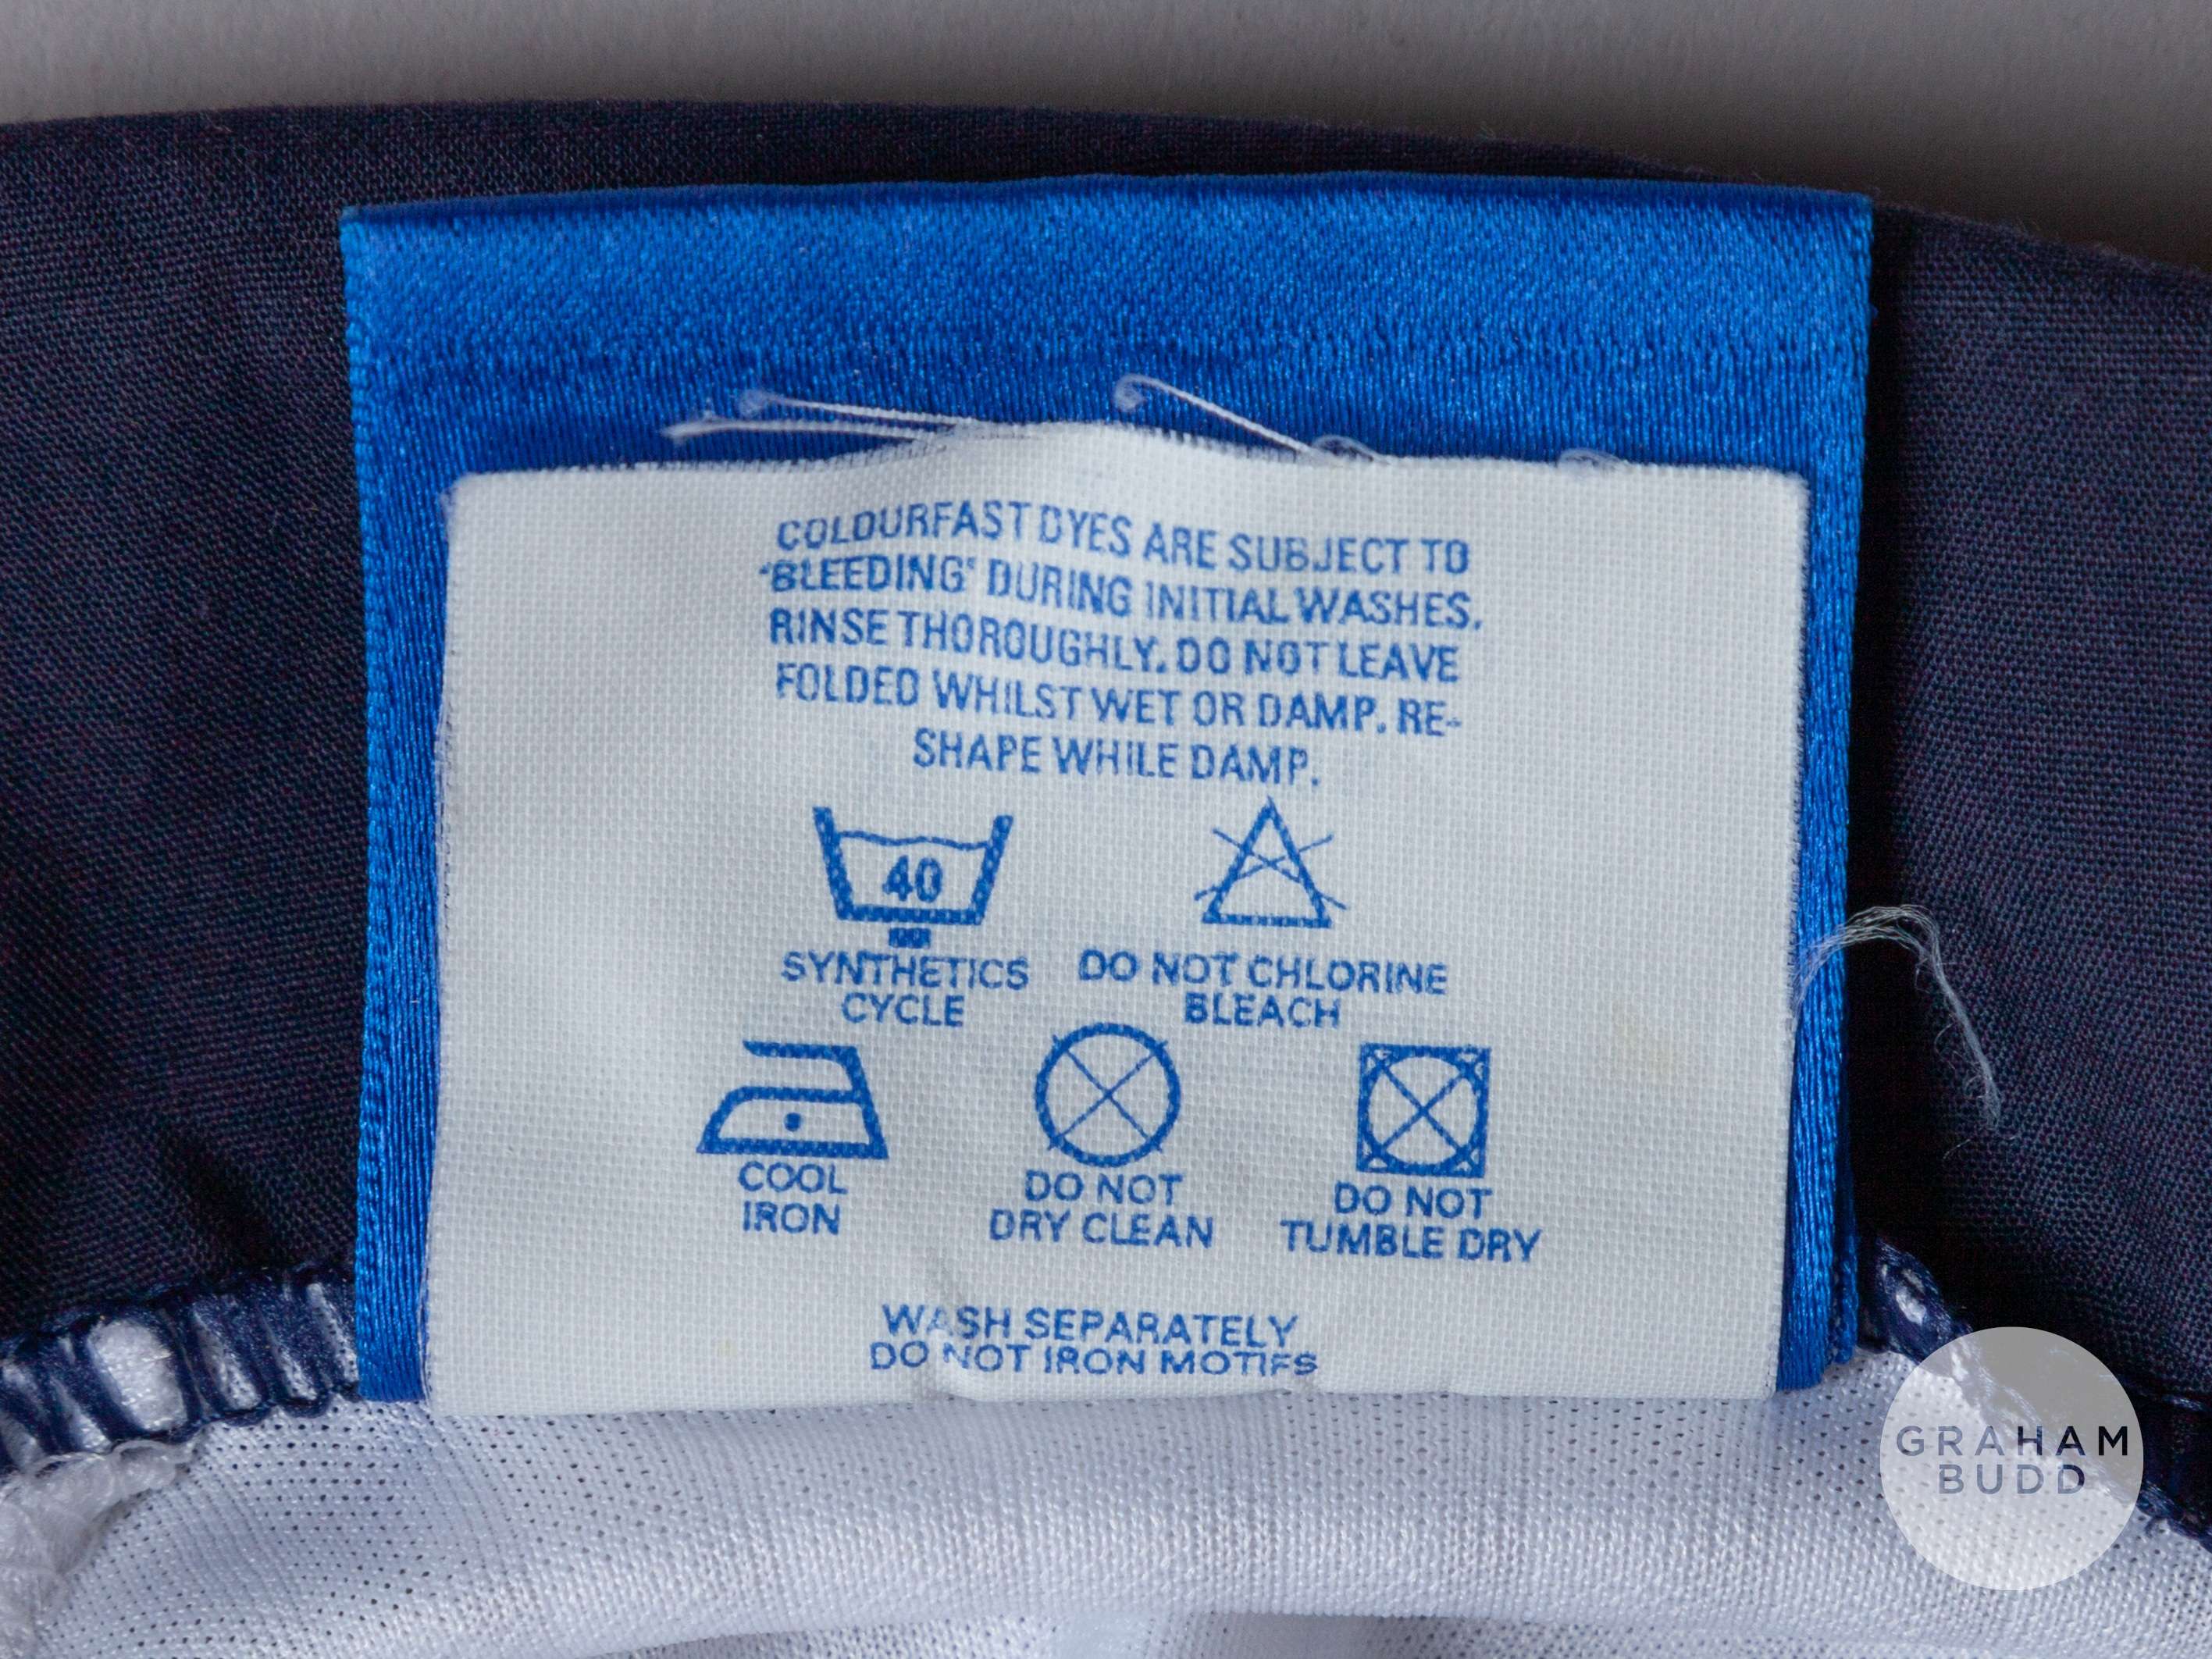 COLOURFAST DYES ARE SUBJECT TO
'BLEEDING' DURING INITIAL WASHES.
RINSE THOROUGHLY. DO NOT LEAVE
FOLDED WHILST WET OR DAMP. RE-
SHAPE WHILE DAMP.
40
SYNTHETICS
CYCLE
DO NOT CHLORINE
BLEACH
COOL
IRON
DO NOT
DRY CLEAN
DO NOT
TUMBLE DRY
WASH SEPARATELY
DO NOT IRON MOTIFS
GRAHAM
BUDD